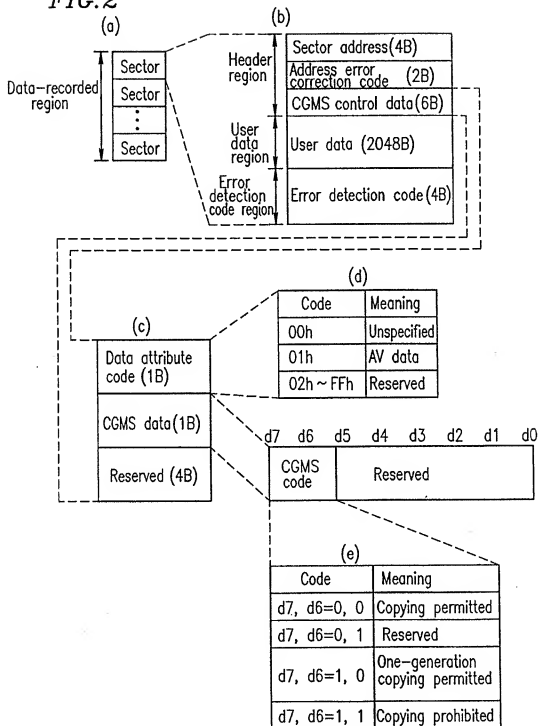 FIG.2
(a)
(b)
Data-recorded
region
Sector
Sector
Sector
Header
region
User
data
region
Error
detection
code region
Sector address(4B)
Address error
correction code (2B)
CGMS control data(6B)
User data (2048B)
Error detection code(4B)
(c)
Data attribute
code (1B)
CGMS data(1B)
Reserved (4B)
(d)
Code Meaning
00h Unspecified
01h AV data
02h~FFh Reserved
d7 d6 d5 d4 d3 d2 d1 d0
CGMS
code
Reserved
(e)
Code Meaning
d7, d6=0, 0 Copying permitted
d7, d6=0, 1 Reserved
d7, d6=1, 0 One-generation
copying permitted
d7, d6=1, 1 Copying prohibited